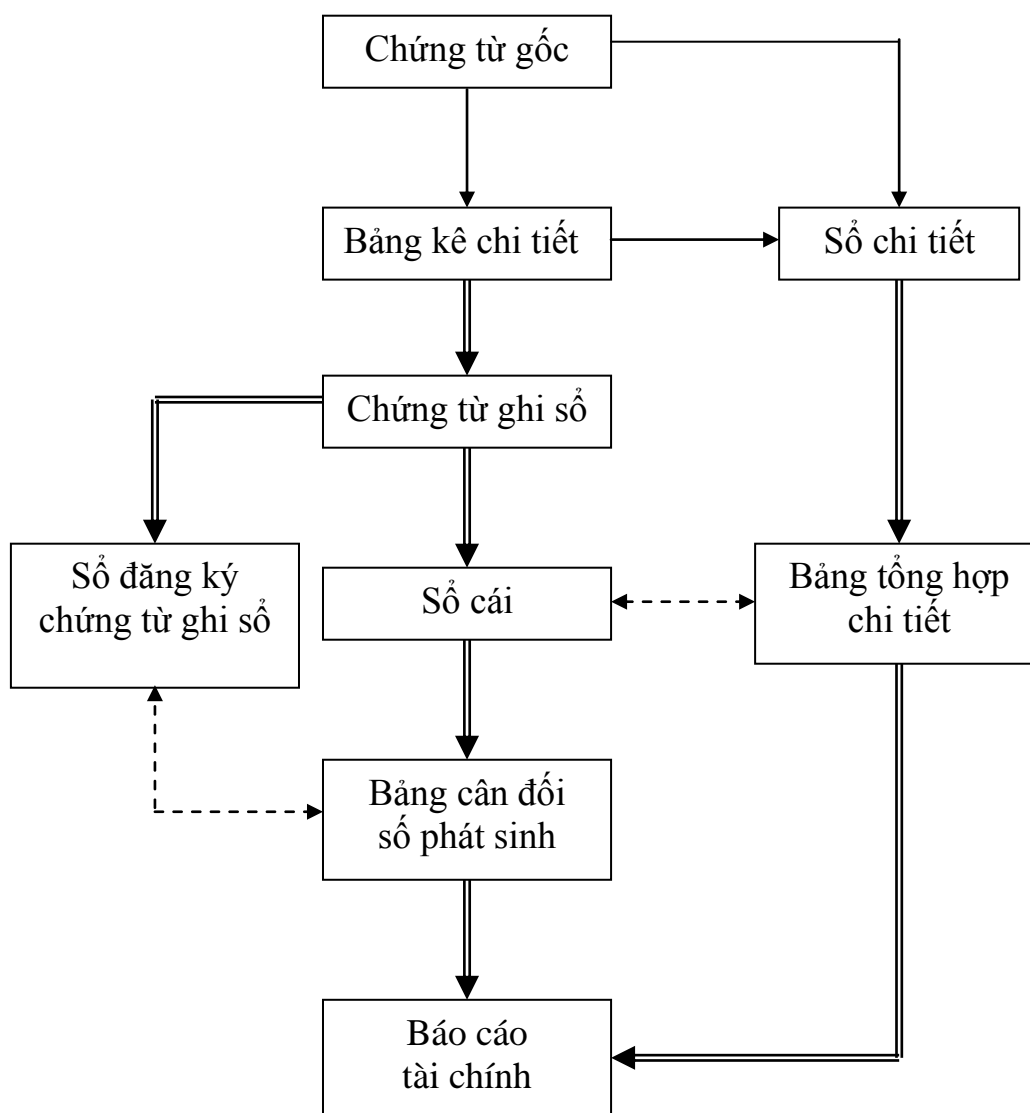 Chứng từ gốc
Bảng kê chi tiết
Sổ chi tiết
Chứng từ ghi sổ
Sổ đăng ký
chứng từ ghi sổ
Sổ cái
Bảng tổng hợp
chi tiết
Bảng cân đối
số phát sinh
Báo cáo
tài chính